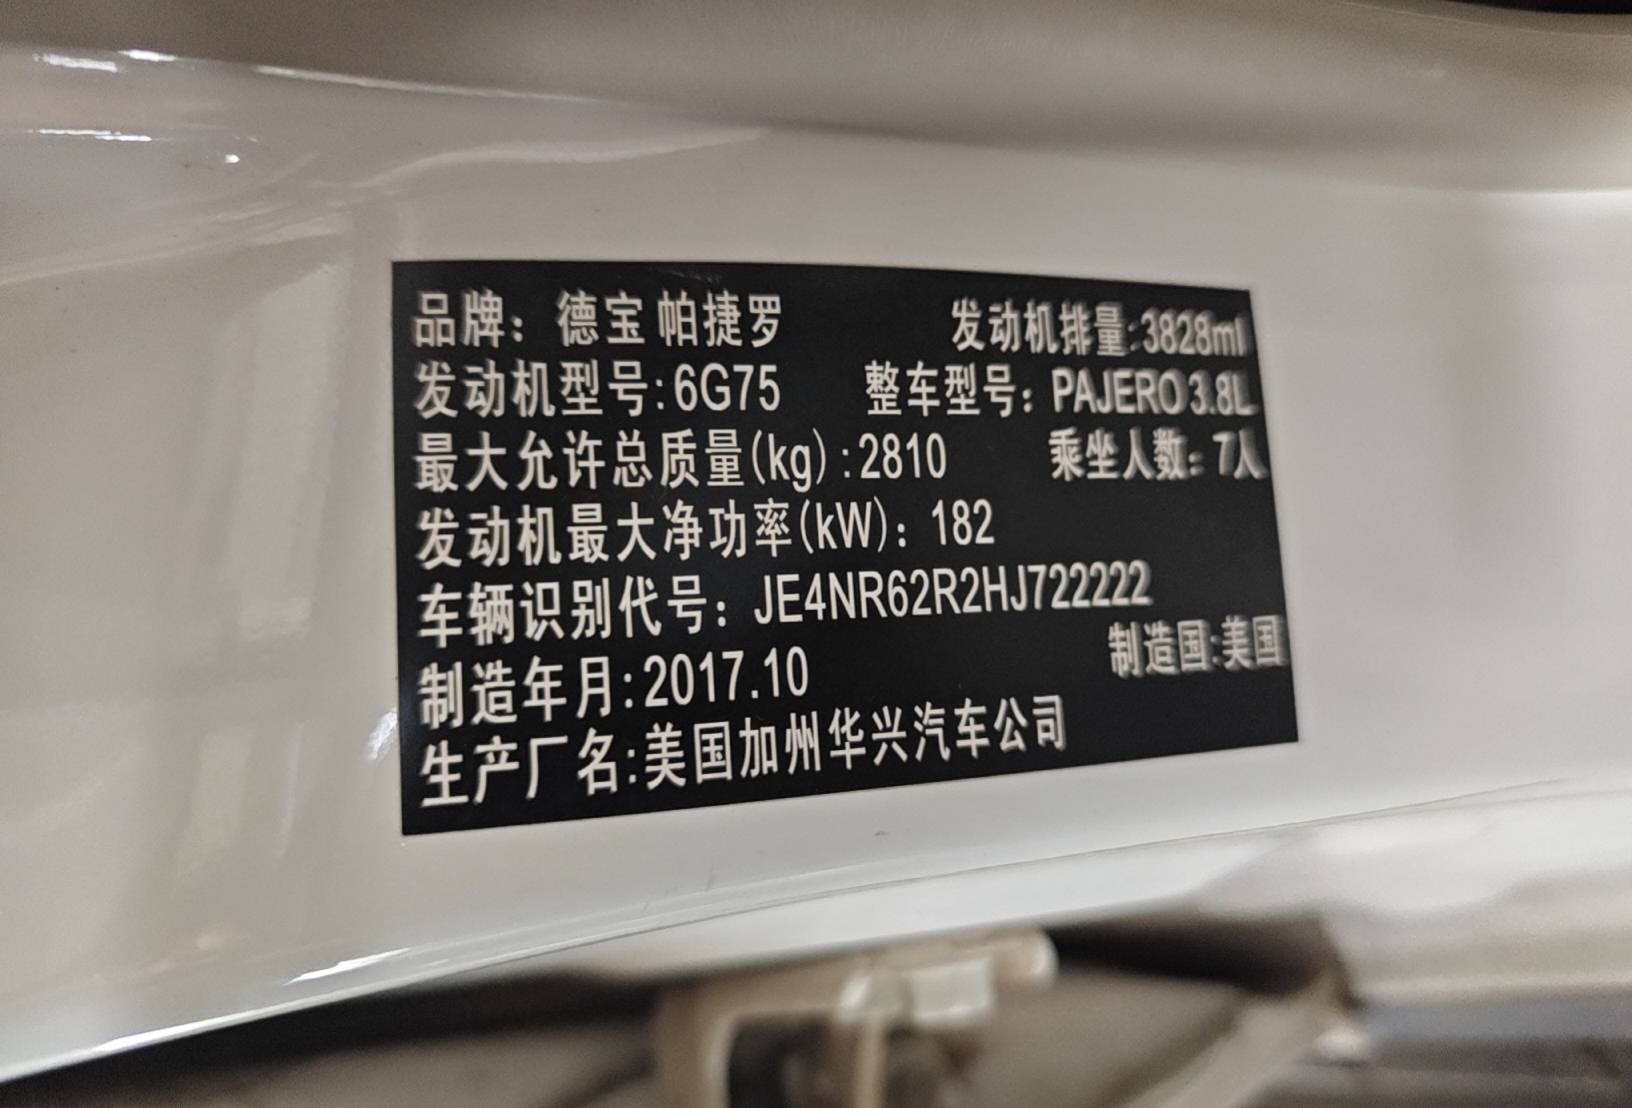 品牌：德宝 帕捷罗 发动机排量:3828ml
发动机型号:6G75 整车型号：PAJERO 3.8L
最大允许总质量(kg):2810 乘坐人数：7人
发动机最大净功率(kW)：182
车辆识别代号：JE4NR62R2HJ722222
制造年月:2017.10 制造国:美国
生产厂名:美国加州华兴汽车公司